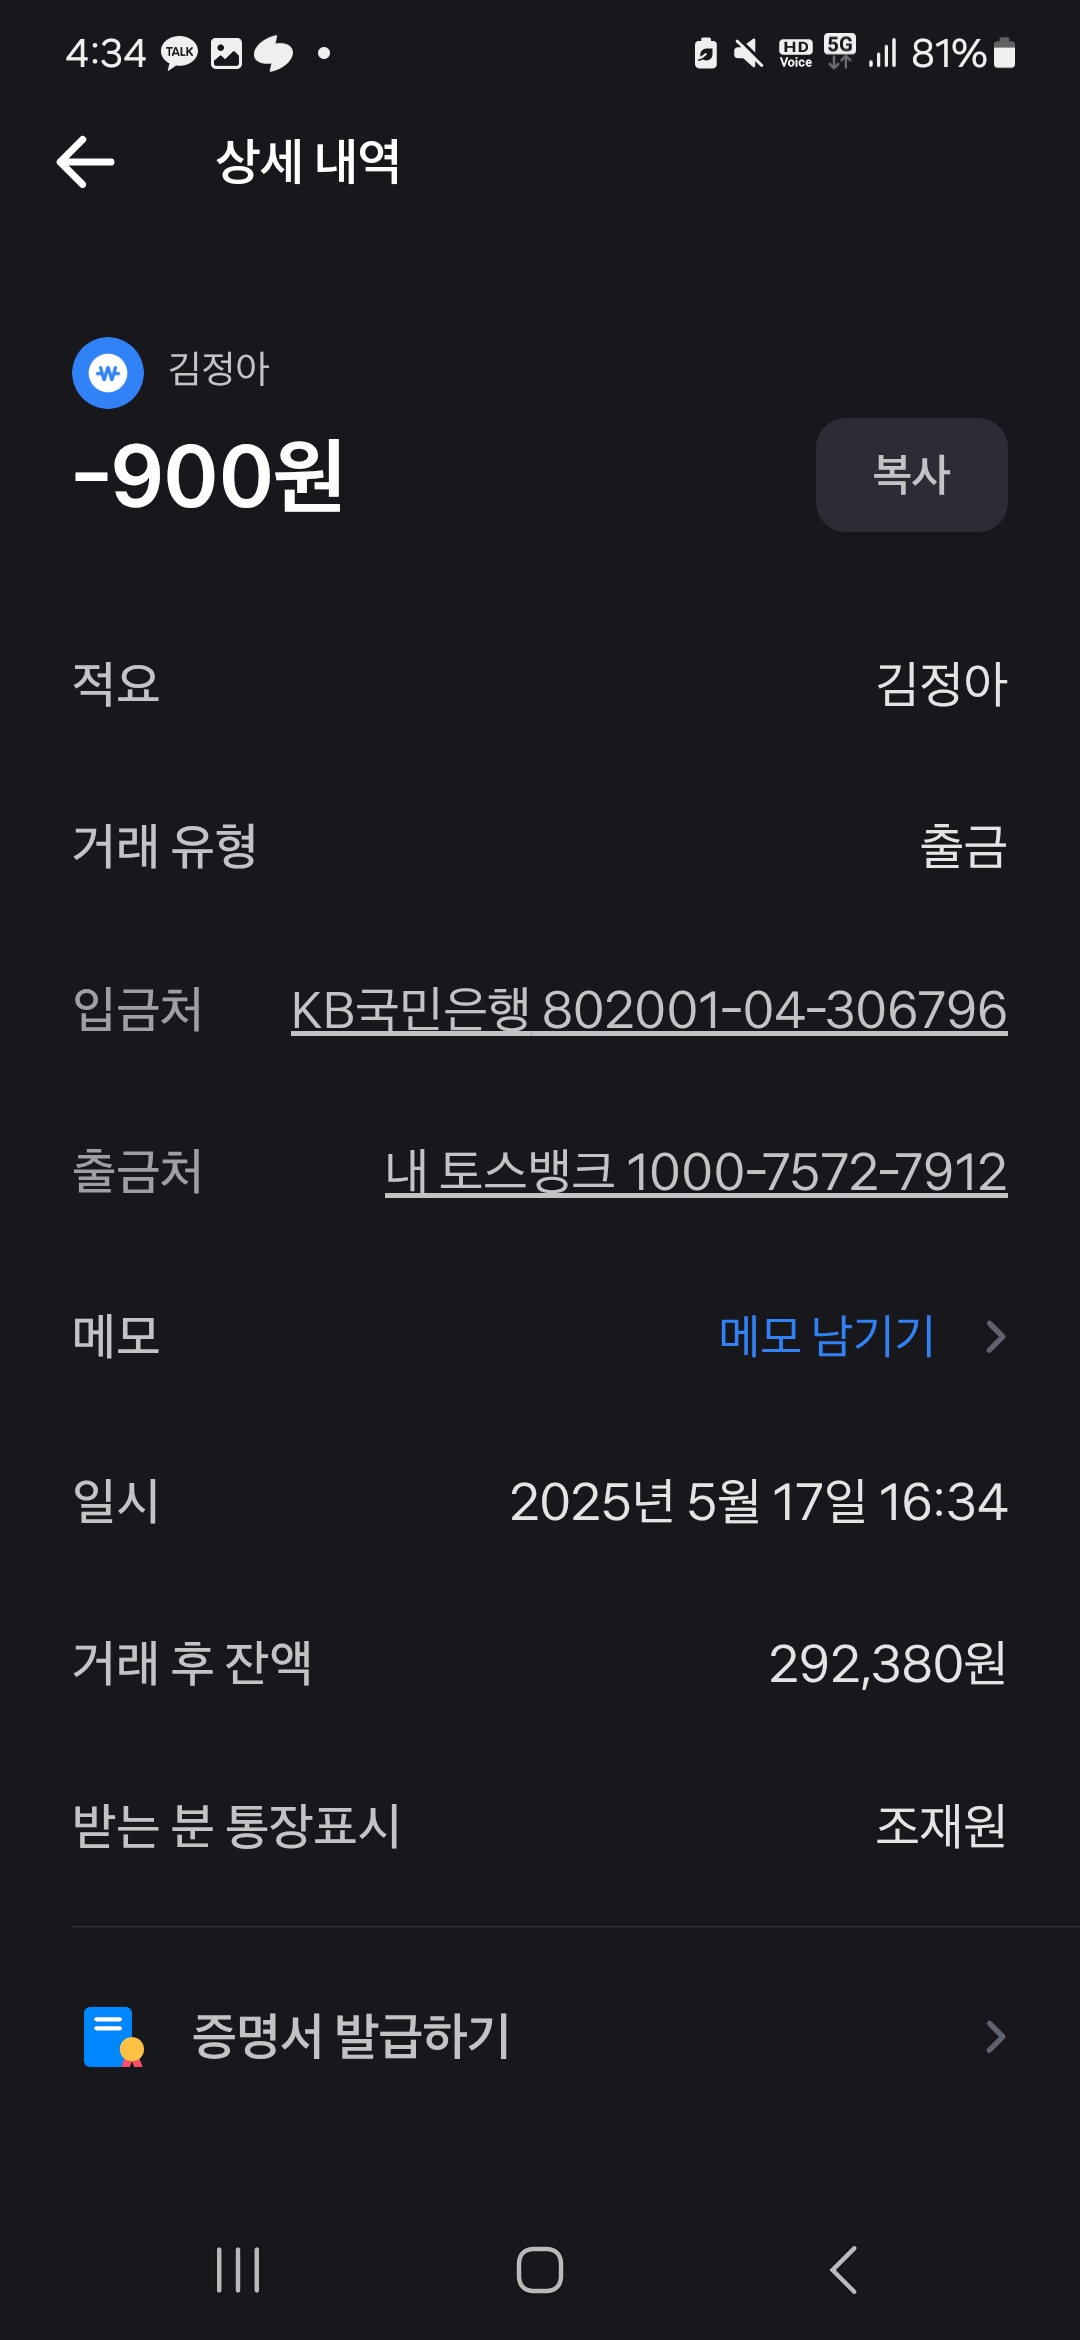 4:34 TALK HD Voice 5G 81%
상세 내역
₩ 김정아
-900원 복사
적요 김정아
거래 유형 출금
입금처 KB국민은행 802001-04-306796
출금처 내 토스뱅크 1000-7572-7912
메모 메모 남기기
일시 2025년 5월 17일 16:34
거래 후 잔액 292,380원
받는 분 통장표시 조재원
증명서 발급하기